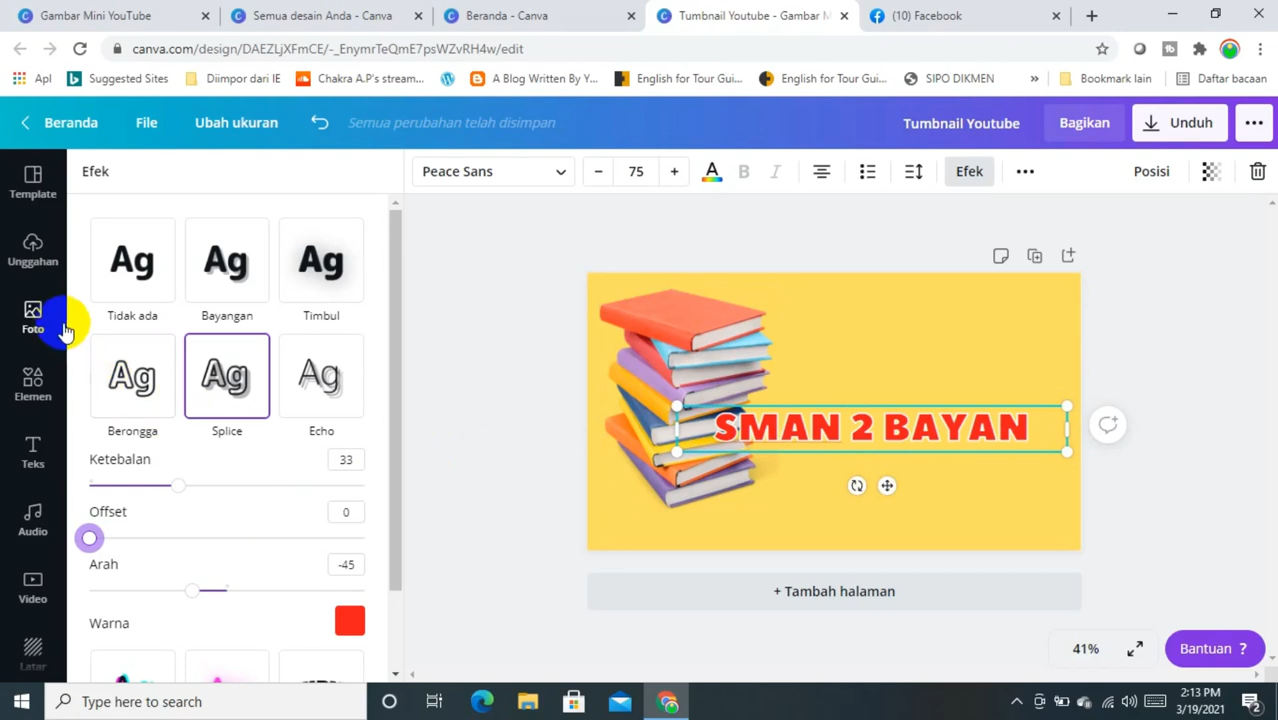 Gambar Mini YouTube
Semua desain Anda - Canva
Beranda - Canva
Tumbnail Youtube - Gambar M
(10) Facebook
canva.com/design/DAEZLjXFmCE/-_EnymrTeQmE7psWZvRH4w/edit
Apl
Suggested Sites
Diimpor dari IE
Chakra A.P's stream...
A Blog Written By Y...
English for Tour Gui...
English for Tour Gui...
SIPO DIKMEN
»
Bookmark lain
Daftar bacaan
Beranda
File
Ubah ukuran
Semua perubahan telah disimpan
Tumbnail Youtube
Bagikan
Unduh
Template
Unggahan
Foto
Elemen
Teks
Audio
Video
Latar
Efek
Peace Sans
– 75 +
A
B
I
Efek
Posisi
Ag
Ag
Ag
Tidak ada
Bayangan
Timbul
Ag
Ag
Ag
Berongga
Splice
Echo
Ketebalan
33
Offset
0
Arah
-45
Warna
SMAN 2 BAYAN
+ Tambah halaman
41%
Bantuan ?
Type here to search
2:13 PM
3/19/2021
2